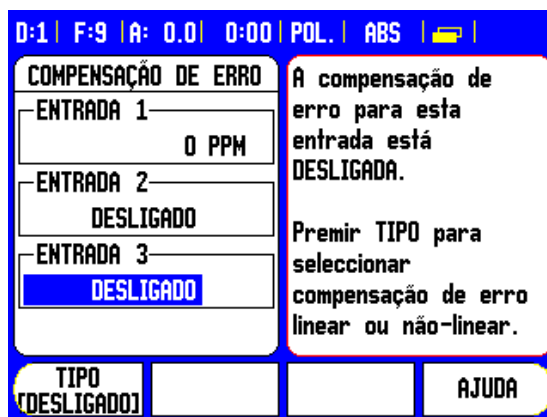 D:1| F:9 |A: 0.0| 0:00| POL.| ABS | |
COMPENSAÇÃO DE ERRO
ENTRADA 1
0 PPM
ENTRADA 2
DESLIGADO
ENTRADA 3
DESLIGADO
A compensação de
erro para esta
entrada está
DESLIGADA.
Premir TIPO para
seleccionar
compensação de erro
linear ou não-linear.
TIPO
[DESLIGADO]
AJUDA